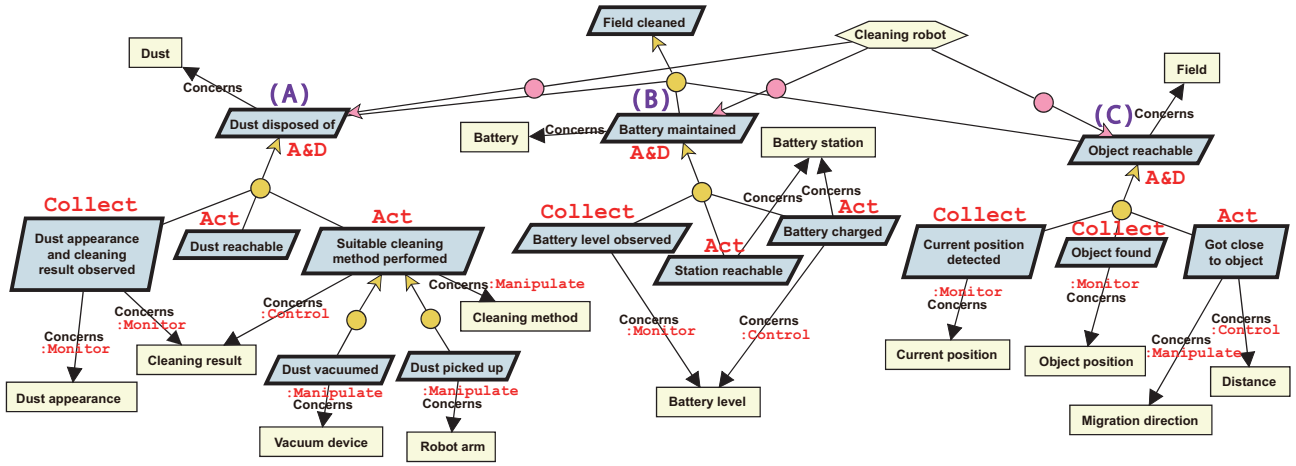 Field cleaned
Cleaning robot
Dust
Field
Concerns
(A)
(B)
(C)
Concerns
Dust disposed of
A&D
Battery
Concerns
Battery maintained
A&D
Battery station
Object reachable
A&D
Collect
Act
Act
Concerns
Concerns
Collect
Act
Act
Collect
Collect
Act
Dust appearance
and cleaning
result observed
Dust reachable
Suitable cleaning
method performed
Battery level observed
Station reachable
Battery charged
Current position
detected
Object found
Got close
to object
Concerns
:Monitor
Concerns
:Monitor
Concerns
:Control
Concerns
:Manipulate
Cleaning method
Concerns
:Monitor
Concerns
:Control
:Monitor
Concerns
:Monitor
Concerns
Concerns
:Manipulate
Concerns
:Control
Cleaning result
Dust appearance
Dust vacuumed
:Manipulate
Concerns
Dust picked up
:Manipulate
Concerns
Vacuum device
Robot arm
Battery level
Current position
Object position
Distance
Migration direction